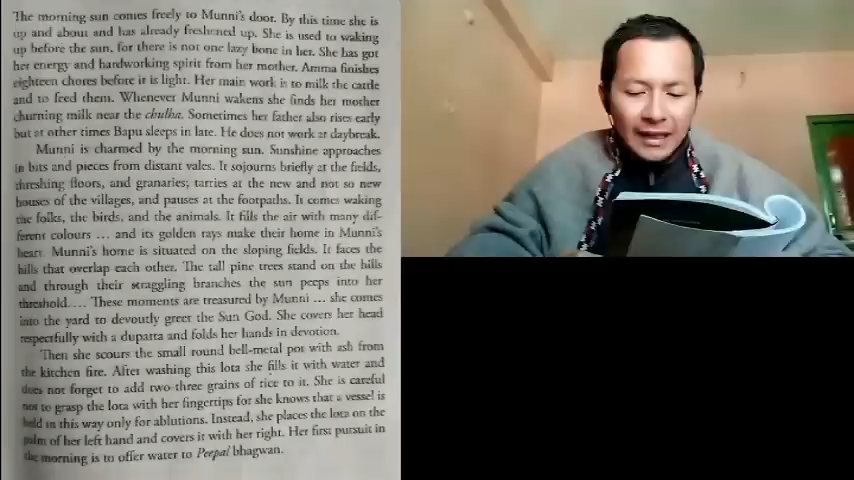 The morning sun comes freely to Munni's door. By this time she is
up and about and has already freshened up. She is used to waking
up before the sun, for there is not one lazy bone in her. She has got
her energy and hardworking spirit from her mother. Amma finishes
eighteen chores before it is light. Her main work is to milk the cattle
and to feed them. Whenever Munni wakens she finds her mother
churning milk near the chulha. Sometimes her father also rises early
but at other times Bapu sleeps in late. He does not work at daybreak.
Munni is charmed by the morning sun. Sunshine approaches
in bits and pieces from distant vales. It sojourns briefly at the fields,
threshing floors, and granaries; tarries at the new and not so new
houses of the villages, and pauses at the footpaths. It comes waking
the folks, the birds, and the animals. It fills the air with many dif-
ferent colours ... and its golden rays make their home in Munni's
heart. Munni's home is situated on the sloping fields. It faces the
hills that overlap each other. The tall pine trees stand on the hills
and through their straggling branches the sun peeps into her
threshold.... These moments are treasured by Munni ... she comes
into the yard to devoutly greet the Sun God. She covers her head
respectfully with a dupatta and folds her hands in devotion.
Then she scours the small round bell-metal pot with ash from
the kitchen fire. After washing this lota she fills it with water and
does not forget to add two-three grains of rice to it. She is careful
not to grasp the lota with her fingertips for she knows that a vessel is
held in this way only for ablutions. Instead, she places the lota on the
palm of her left hand and covers it with her right. Her first pursuit in
the morning is to offer water to Peepal bhagwan.